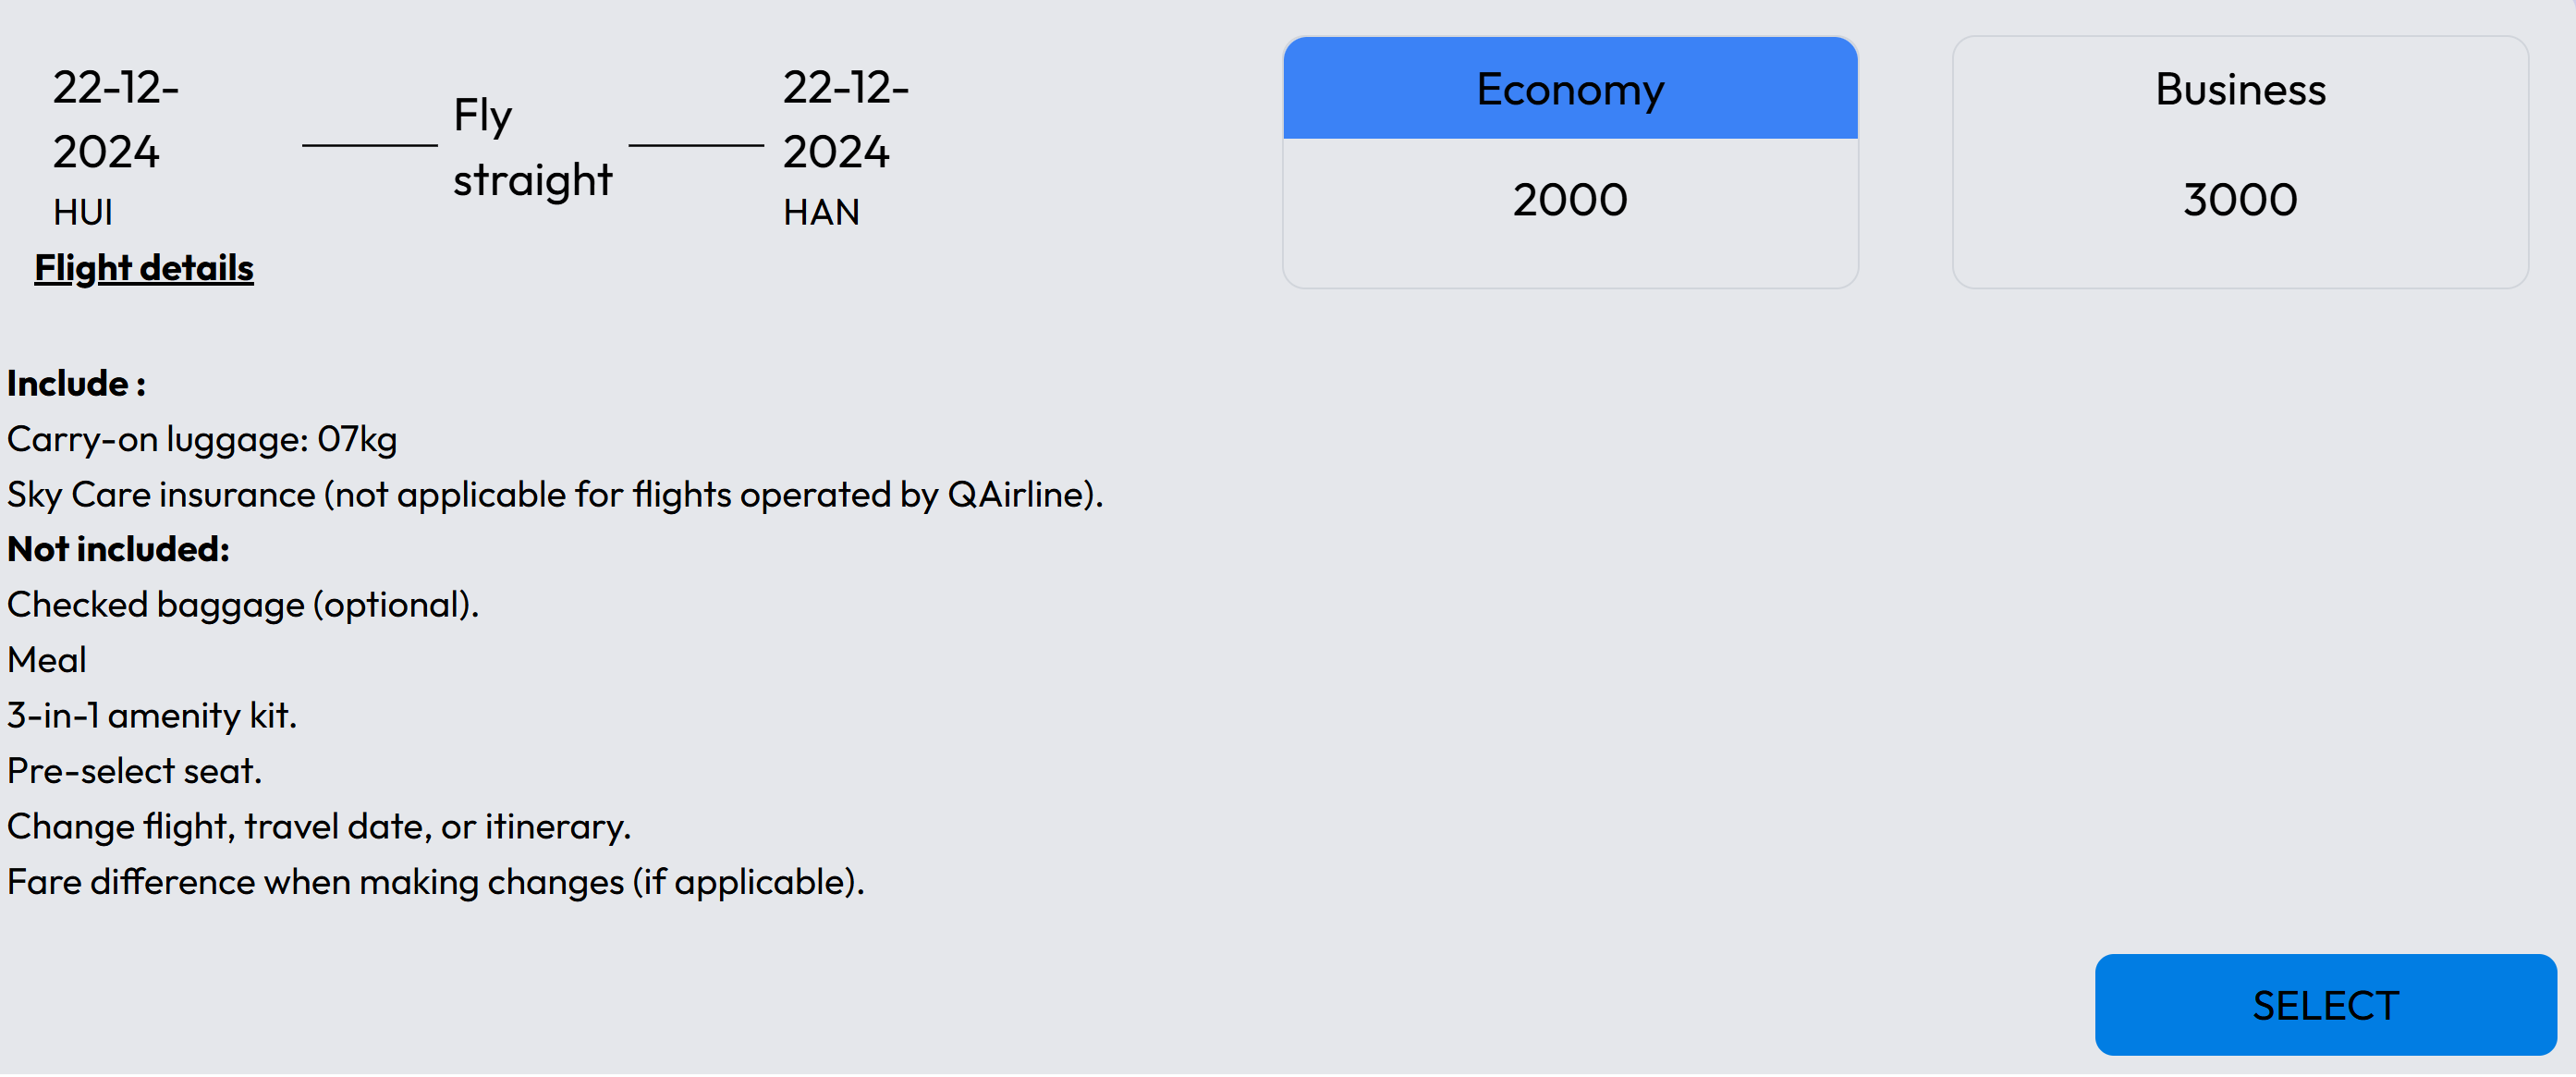 22-12-
2024
HUI
Fly
straight
22-12-
2024
HAN
Flight details
Economy
2000
Business
3000
Include :
Carry-on luggage: 07kg
Sky Care insurance (not applicable for flights operated by QAirline).
Not included:
Checked baggage (optional).
Meal
3-in-1 amenity kit.
Pre-select seat.
Change flight, travel date, or itinerary.
Fare difference when making changes (if applicable).
SELECT